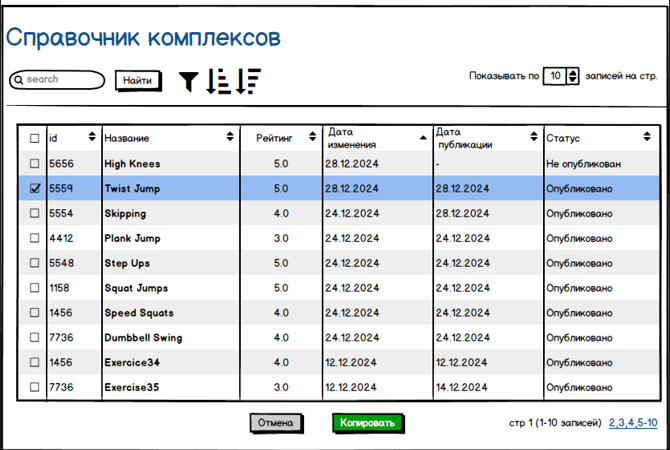 Справочник комплексов
search Найти Показывать по 10 записей на стр.
id Название Рейтинг Дата изменения Дата публикации Статус
5656 High Knees 5.0 28.12.2024 - Не опубликован
5559 Twist Jump 5.0 28.12.2024 28.12.2024 Опубликовано
5554 Skipping 4.0 24.12.2024 28.12.2024 Опубликовано
4412 Plank Jump 3.0 24.12.2024 24.12.2024 Опубликовано
5548 Step Ups 5.0 24.12.2024 24.12.2024 Опубликовано
1158 Squat Jumps 5.0 24.12.2024 24.12.2024 Опубликовано
1456 Speed Squats 4.0 24.12.2024 24.12.2024 Опубликовано
7736 Dumbbell Swing 4.0 24.12.2024 24.12.2024 Опубликовано
1456 Exercice34 4.0 12.12.2024 12.12.2024 Опубликовано
7736 Exercise35 3.0 12.12.2024 14.12.2024 Опубликовано
Отмена Копировать стр 1 (1-10 записей) 2,3,4,5-10